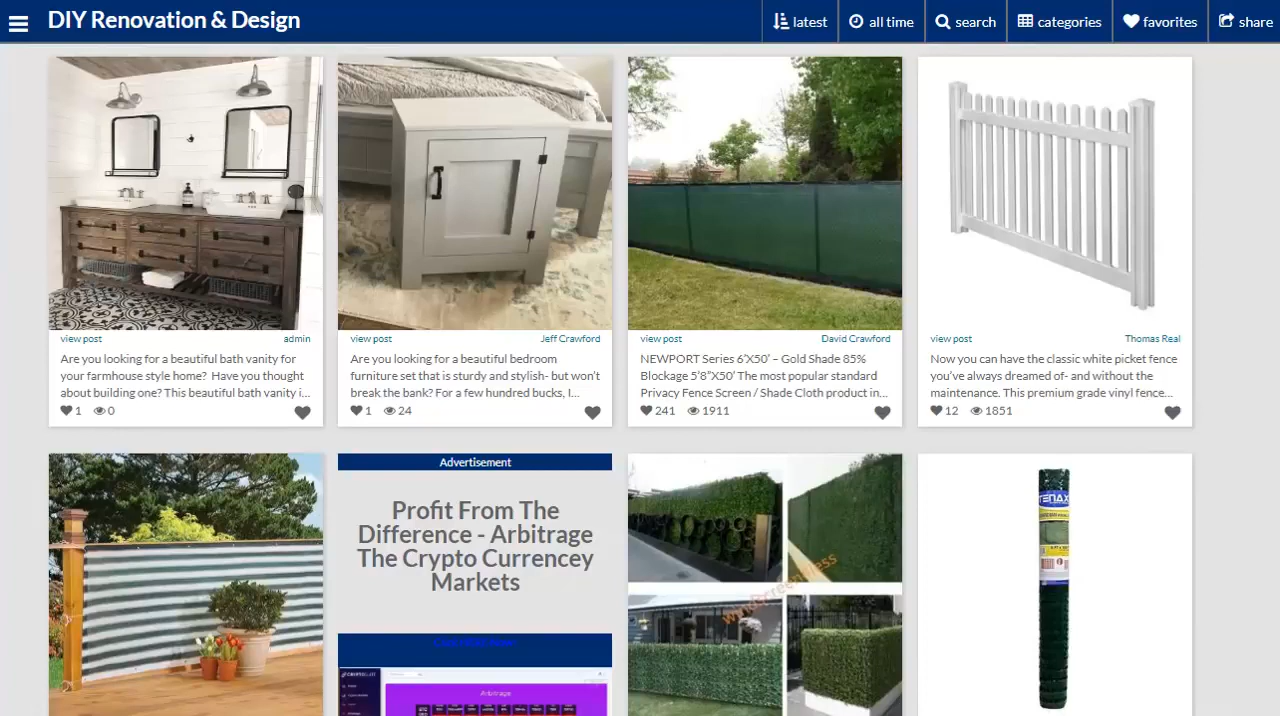 DIY Renovation & Design
latest
all time
search
categories
favorites
share
view post admin
Are you looking for a beautiful bath vanity for
your farmhouse style home? Have you thought
about building one? This beautiful bath vanity i...
1 0
view post Jeff Crawford
Are you looking for a beautiful bedroom
furniture set that is sturdy and stylish- but won't
break the bank? For a few hundred bucks, I...
1 24
view post David Crawford
NEWPORT Series 6'X50' – Gold Shade 85%
Blockage 5'8"X50' The most popular standard
Privacy Fence Screen / Shade Cloth product in...
241 1911
view post Thomas Real
Now you can have the classic white picket fence
you've always dreamed of- and without the
maintenance. This premium grade vinyl fence...
12 1851
Advertisement
Profit From The
Difference - Arbitrage
The Crypto Currencey
Markets
Arbitrage
TENAX